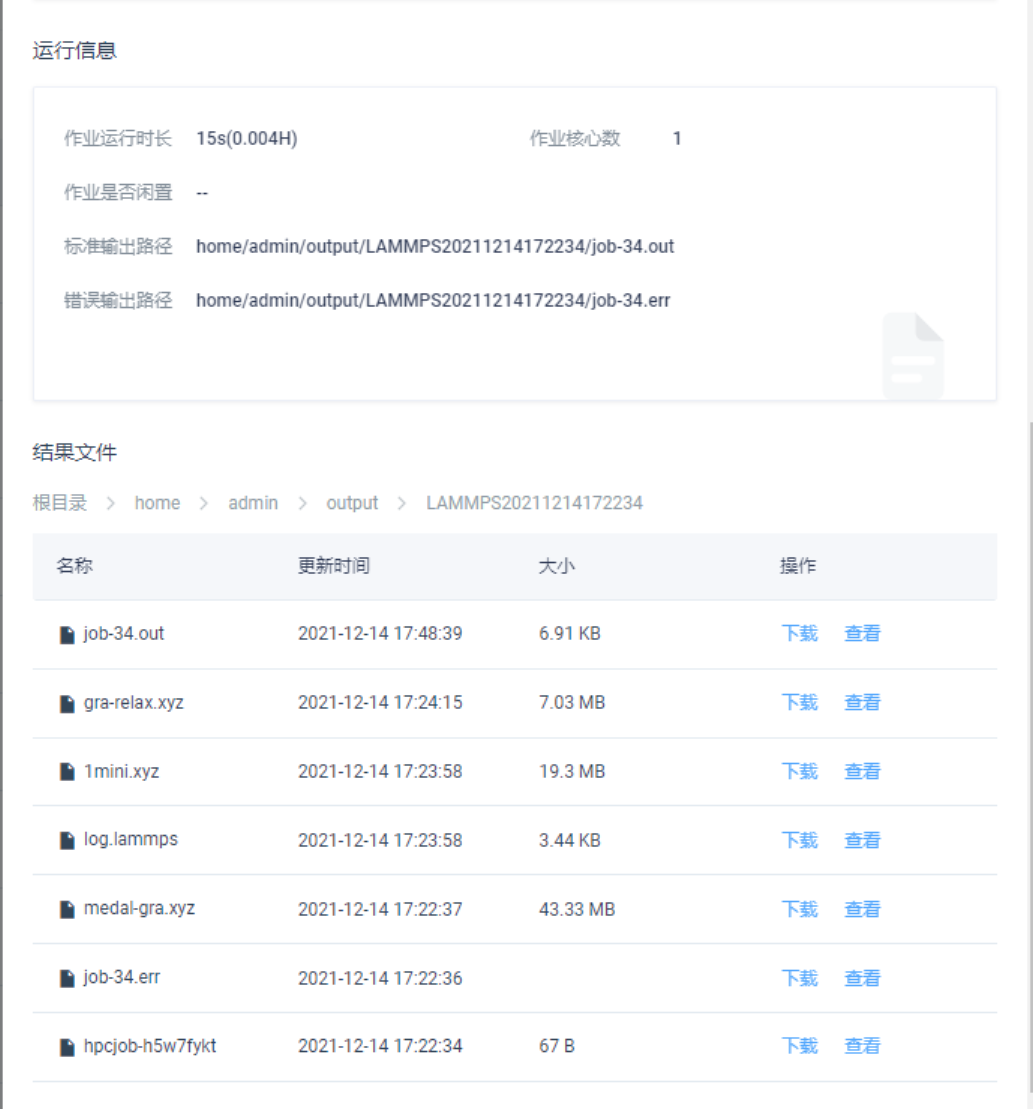 运行信息
作业运行时长 15s(0.004H) 作业核心数 1
作业是否闲置 --
标准输出路径 home/admin/output/LAMMPS20211214172234/job-34.out
错误输出路径 home/admin/output/LAMMPS20211214172234/job-34.err
结果文件
根目录 > home > admin > output > LAMMPS20211214172234
名称 更新时间 大小 操作
job-34.out 2021-12-14 17:48:39 6.91 KB 下载 查看
gra-relax.xyz 2021-12-14 17:24:15 7.03 MB 下载 查看
1mini.xyz 2021-12-14 17:23:58 19.3 MB 下载 查看
log.lammps 2021-12-14 17:23:58 3.44 KB 下载 查看
medal-gra.xyz 2021-12-14 17:22:37 43.33 MB 下载 查看
job-34.err 2021-12-14 17:22:36 下载 查看
hpcjob-h5w7fykt 2021-12-14 17:22:34 67 B 下载 查看